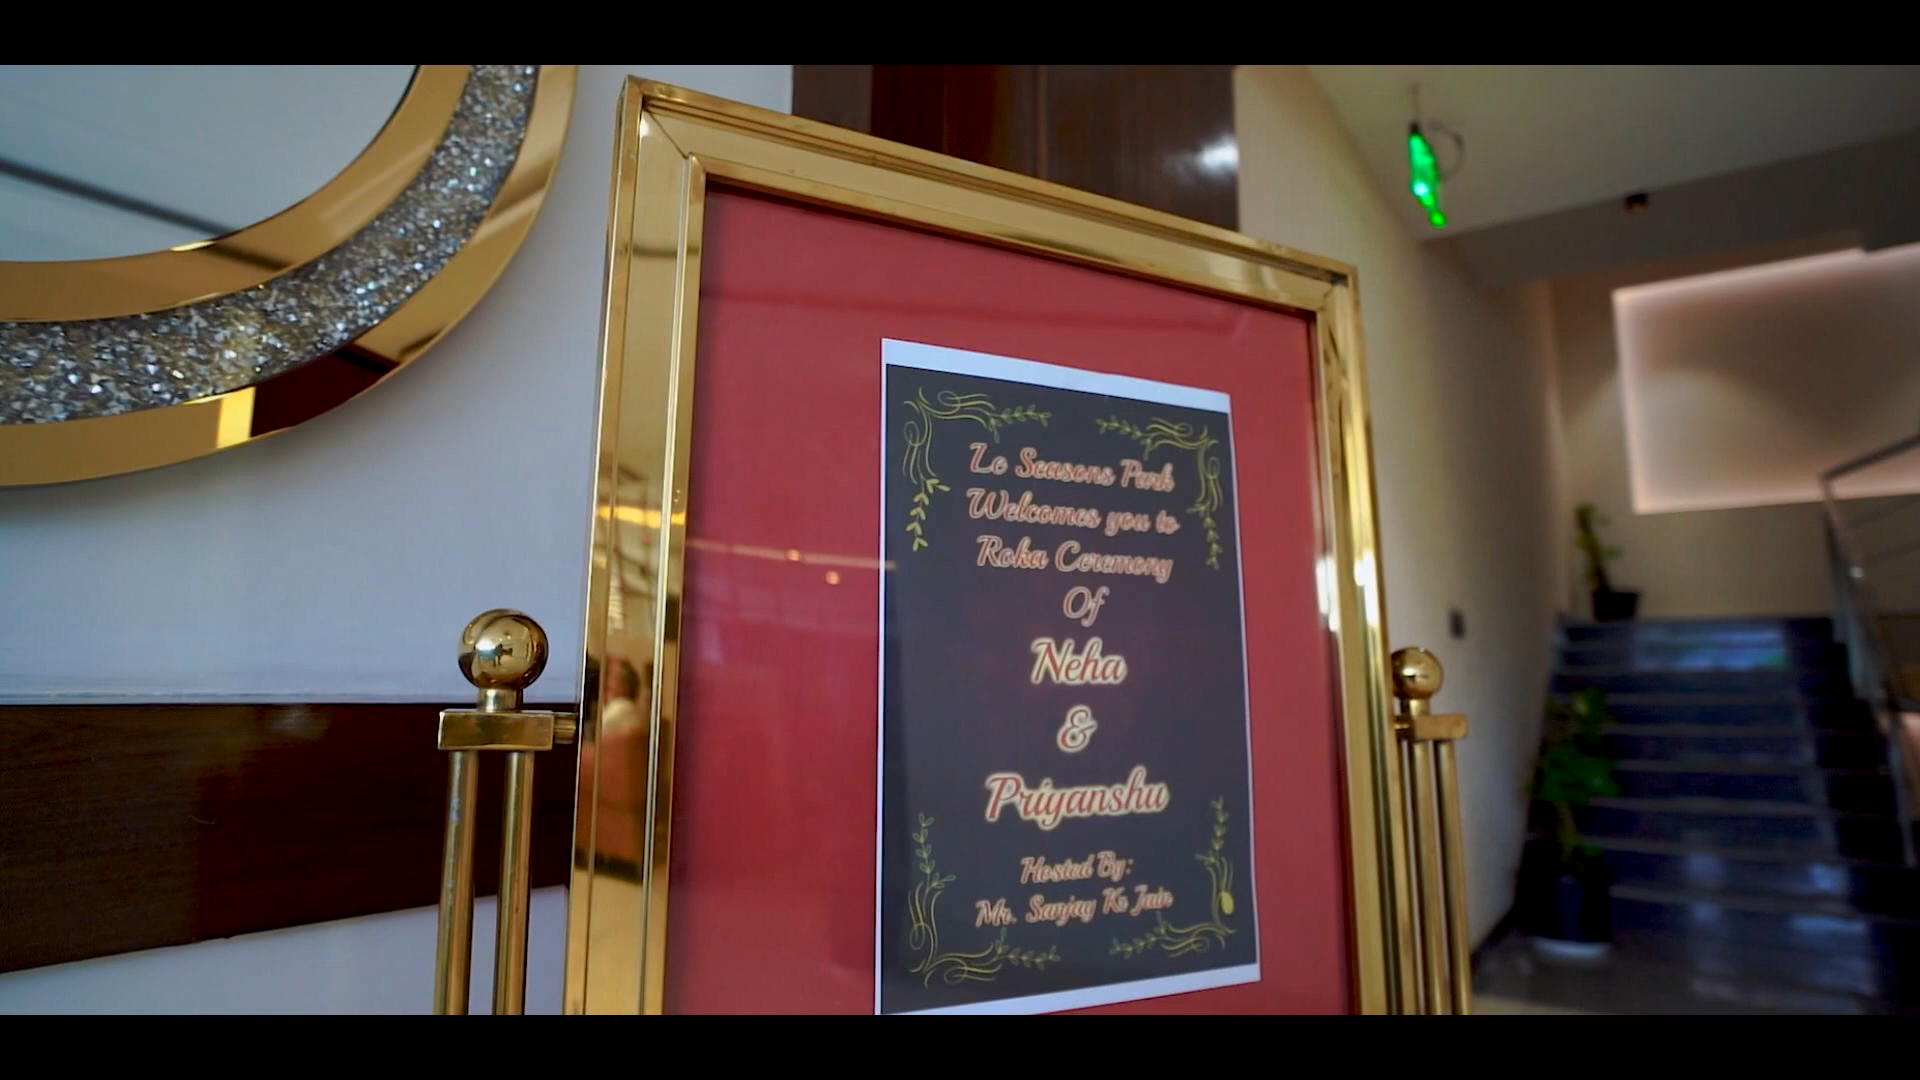 Le Seasons Park
Welcomes you to
Roka Ceremony
Of
Neha
&
Priyanshu
Hosted By:
Mr. Sanjay Kr Jain